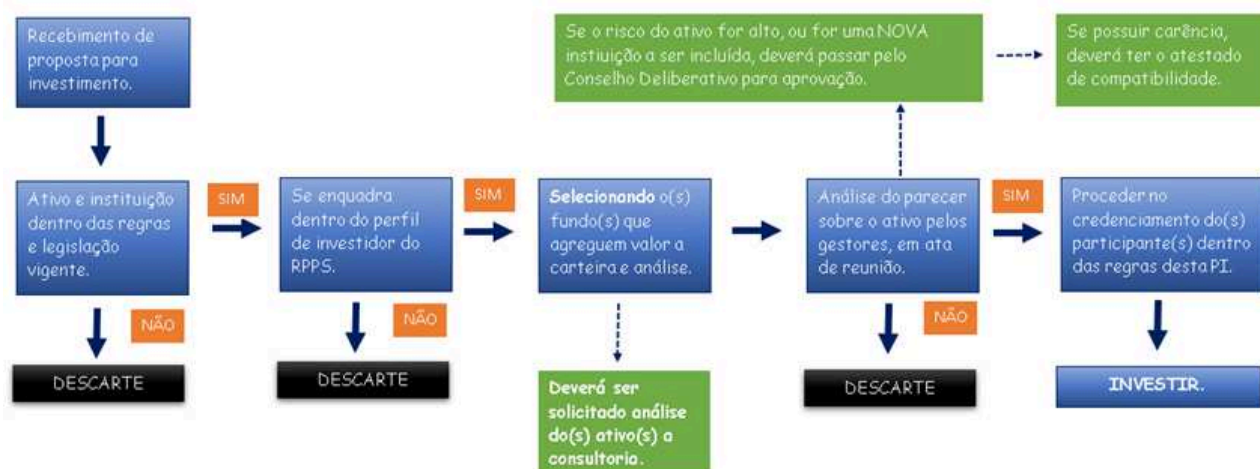 Recebimento de
proposta para
investimento.
Se o risco do ativo for alto, ou for uma NOVA
instiuição a ser incluída, deverá passar pelo
Conselho Deliberativo para aprovação.
Se possuir carência,
deverá ter o atestado
de compatibilidade.
Ativo e instituição
dentro das regras
e legislação
vigente.
SIM
Se enquadra
dentro do perfil
de investidor do
RPPS.
SIM
Selecionando o(s)
fundo(s) que
agreguem valor a
carteira e análise.
Análise do parecer
sobre o ativo pelos
gestores, em ata
de reunião.
SIM
Proceder no
credenciamento do(s)
participante(s) dentro
das regras desta PI.
NÃO
NÃO
NÃO
DESCARTE
DESCARTE
Deverá ser
solicitado análise
do(s) ativo(s) a
consultoria.
DESCARTE
INVESTIR.